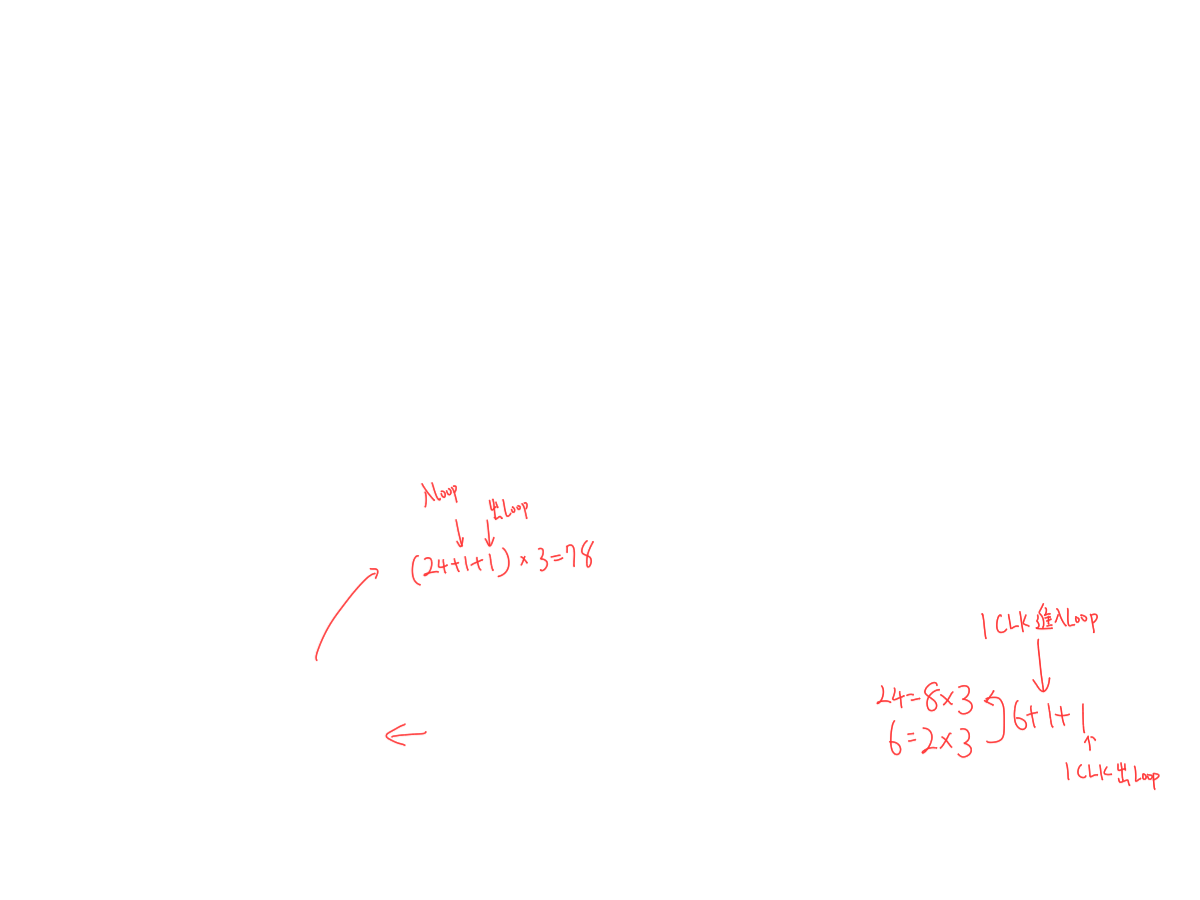 入Loop
出Loop
(24+1+1)×3=78
1 CLK 進入Loop
24=8×3
6+1+1
6=2×3
1 CLK 出Loop